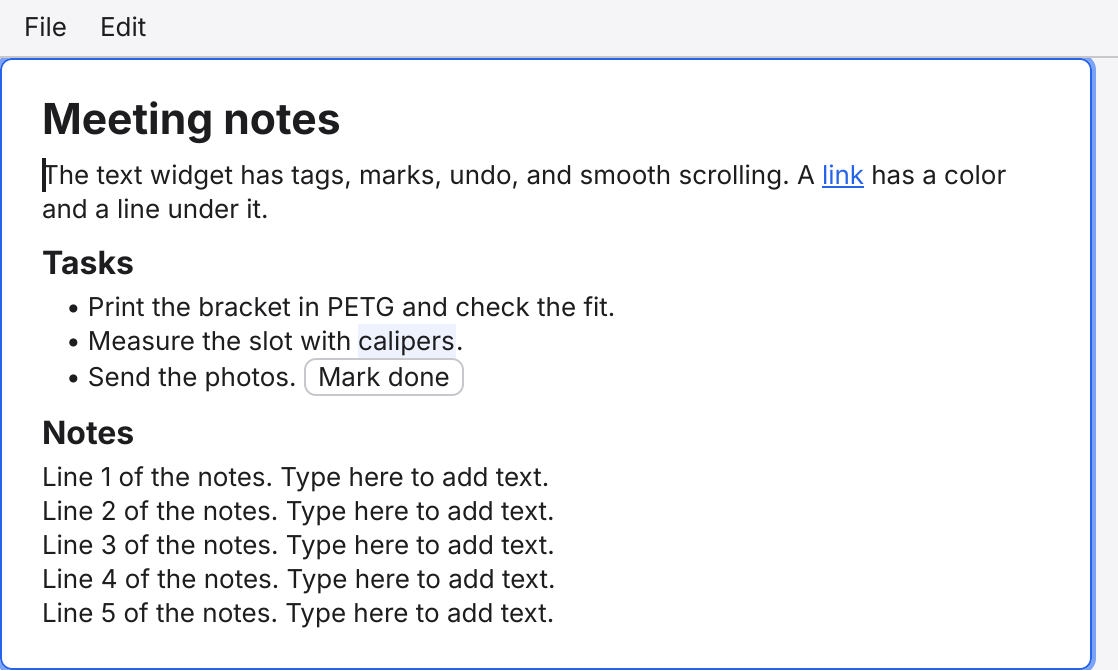 File Edit
Meeting notes
The text widget has tags, marks, undo, and smooth scrolling. A link has a color
and a line under it.
Tasks
• Print the bracket in PETG and check the fit.
• Measure the slot with calipers.
• Send the photos. Mark done
Notes
Line 1 of the notes. Type here to add text.
Line 2 of the notes. Type here to add text.
Line 3 of the notes. Type here to add text.
Line 4 of the notes. Type here to add text.
Line 5 of the notes. Type here to add text.